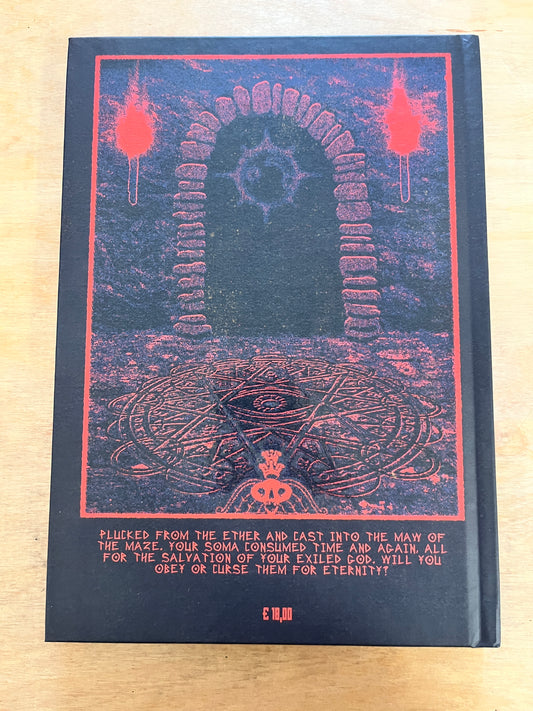 PLUCKED FROM THE ETHER AND CAST INTO THE MAW OF
THE MAZE. YOUR SOMA CONSUMED TIME AND AGAIN, ALL
FOR THE SALVATION OF YOUR EXILED GOD. WILL YOU
OBEY OR CURSE THEM FOR ETERNITY?
£ 18,00